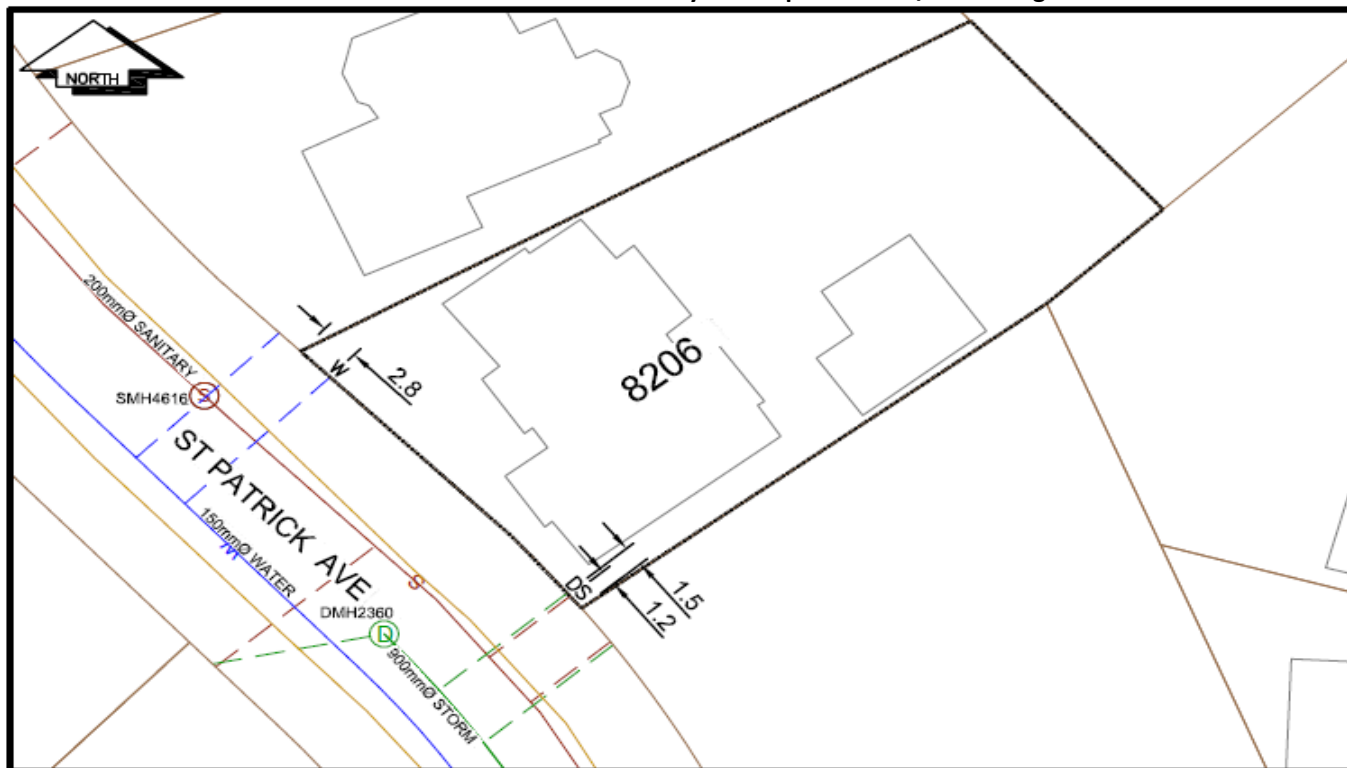 NORTH
200mmØ SANITARY
SMH4616
S
W
2.8
8206
ST PATRICK AVE
150mmØ WATER
W
S
DMH2360
D
900mmØ STORM
DS
1.5
1.2